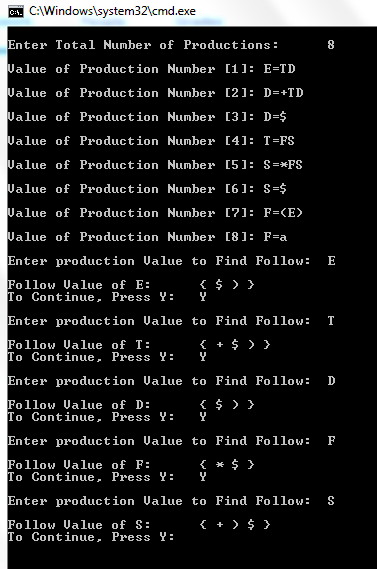 C:\Windows\system32\cmd.exe
Enter Total Number of Productions: 8
Value of Production Number [1]: E=TD
Value of Production Number [2]: D=+TD
Value of Production Number [3]: D=$
Value of Production Number [4]: T=FS
Value of Production Number [5]: S=*FS
Value of Production Number [6]: S=$
Value of Production Number [7]: F=(E)
Value of Production Number [8]: F=a
Enter production Value to Find Follow: E
Follow Value of E: { $ ) }
To Continue, Press Y: Y
Enter production Value to Find Follow: T
Follow Value of T: { + $ ) }
To Continue, Press Y: Y
Enter production Value to Find Follow: D
Follow Value of D: { $ ) }
To Continue, Press Y: Y
Enter production Value to Find Follow: F
Follow Value of F: { * $ }
To Continue, Press Y: Y
Enter production Value to Find Follow: S
Follow Value of S: { + ) $ }
To Continue, Press Y: